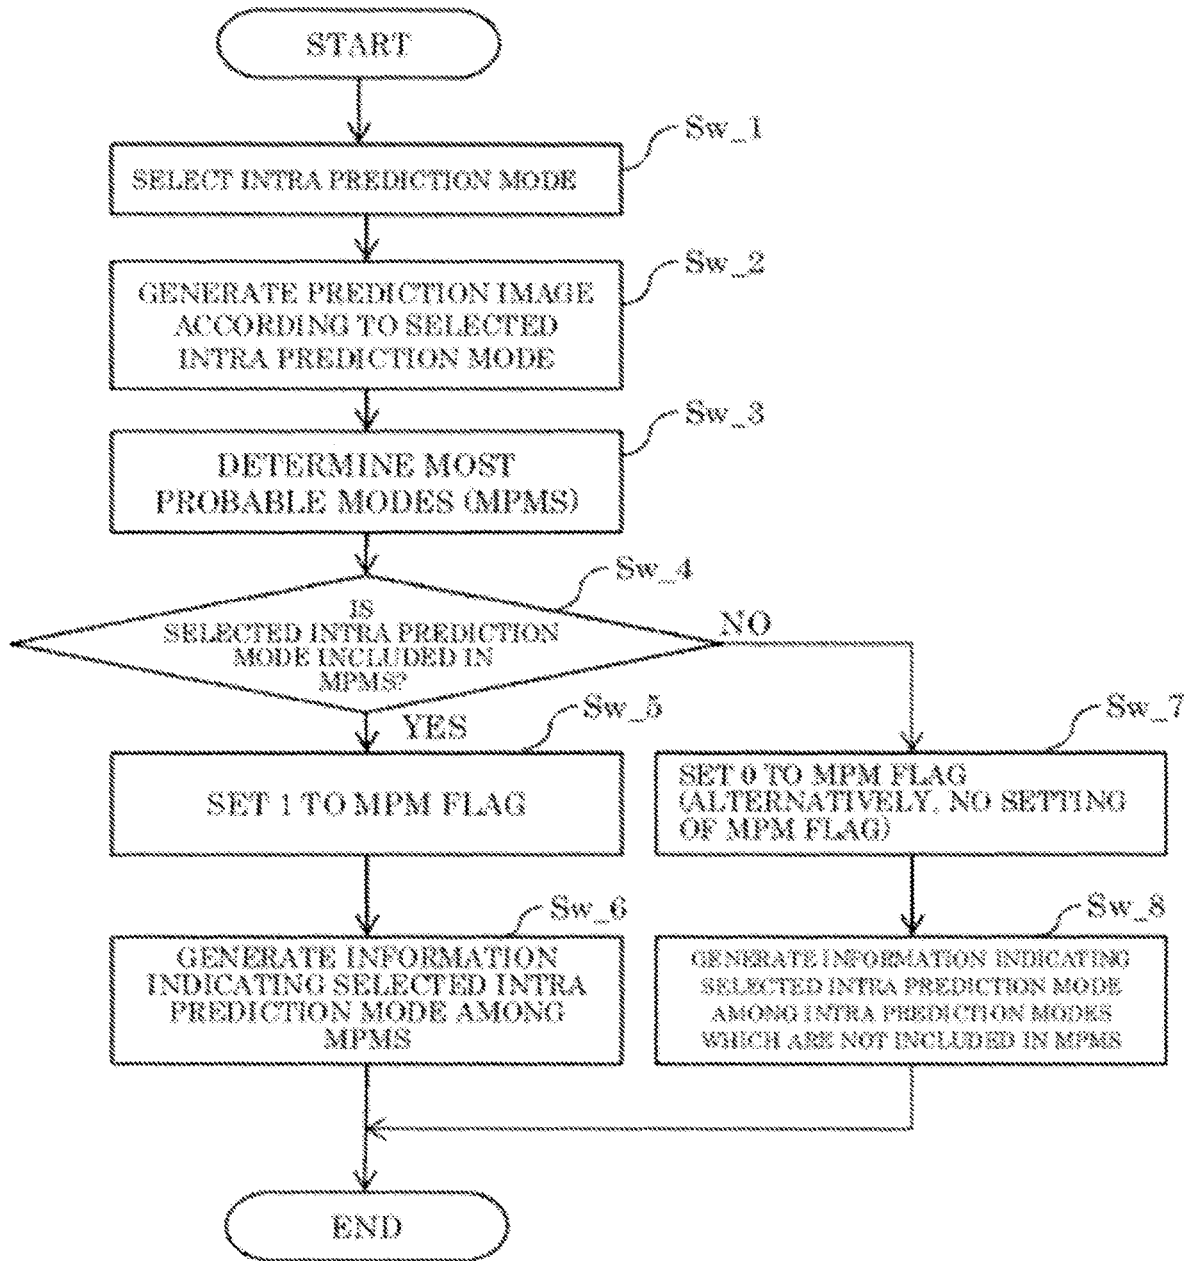 START
Sw_1
SELECT INTRA PREDICTION MODE
Sw_2
GENERATE PREDICTION IMAGE
ACCORDING TO SELECTED
INTRA PREDICTION MODE
Sw_3
DETERMINE MOST
PROBABLE MODES (MPMS)
Sw_4
IS
SELECTED INTRA PREDICTION
MODE INCLUDED IN
MPMS?
NO
YES
Sw_5
SET 1 TO MPM FLAG
Sw_7
SET 0 TO MPM FLAG
(ALTERNATIVELY, NO SETTING
OF MPM FLAG)
Sw_6
GENERATE INFORMATION
INDICATING SELECTED INTRA
PREDICTION MODE AMONG
MPMS
Sw_8
GENERATE INFORMATION INDICATING
SELECTED INTRA PREDICTION MODE
AMONG INTRA PREDICTION MODES
WHICH ARE NOT INCLUDED IN MPMS
END